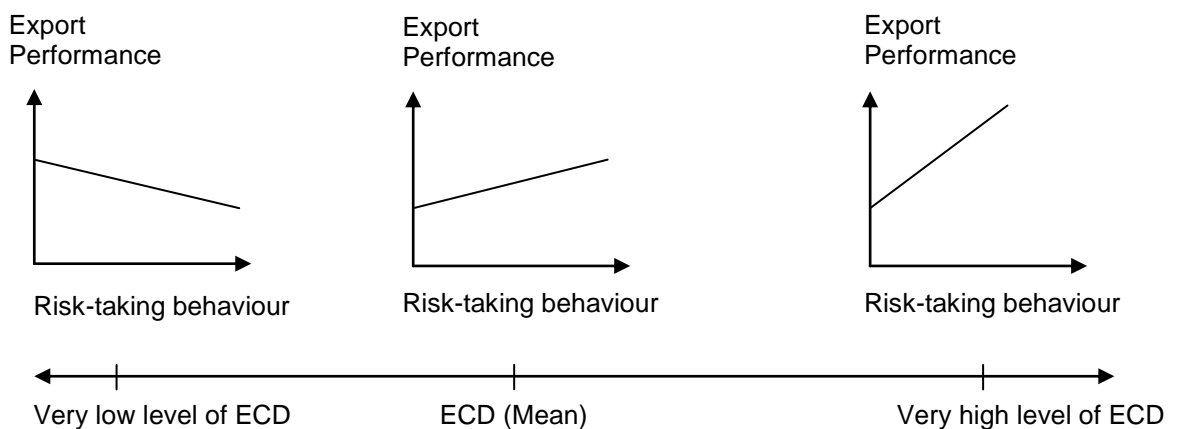 Export
Performance
Export
Performance
Export
Performance
Risk-taking behaviour
Risk-taking behaviour
Risk-taking behaviour
Very low level of ECD
ECD (Mean)
Very high level of ECD